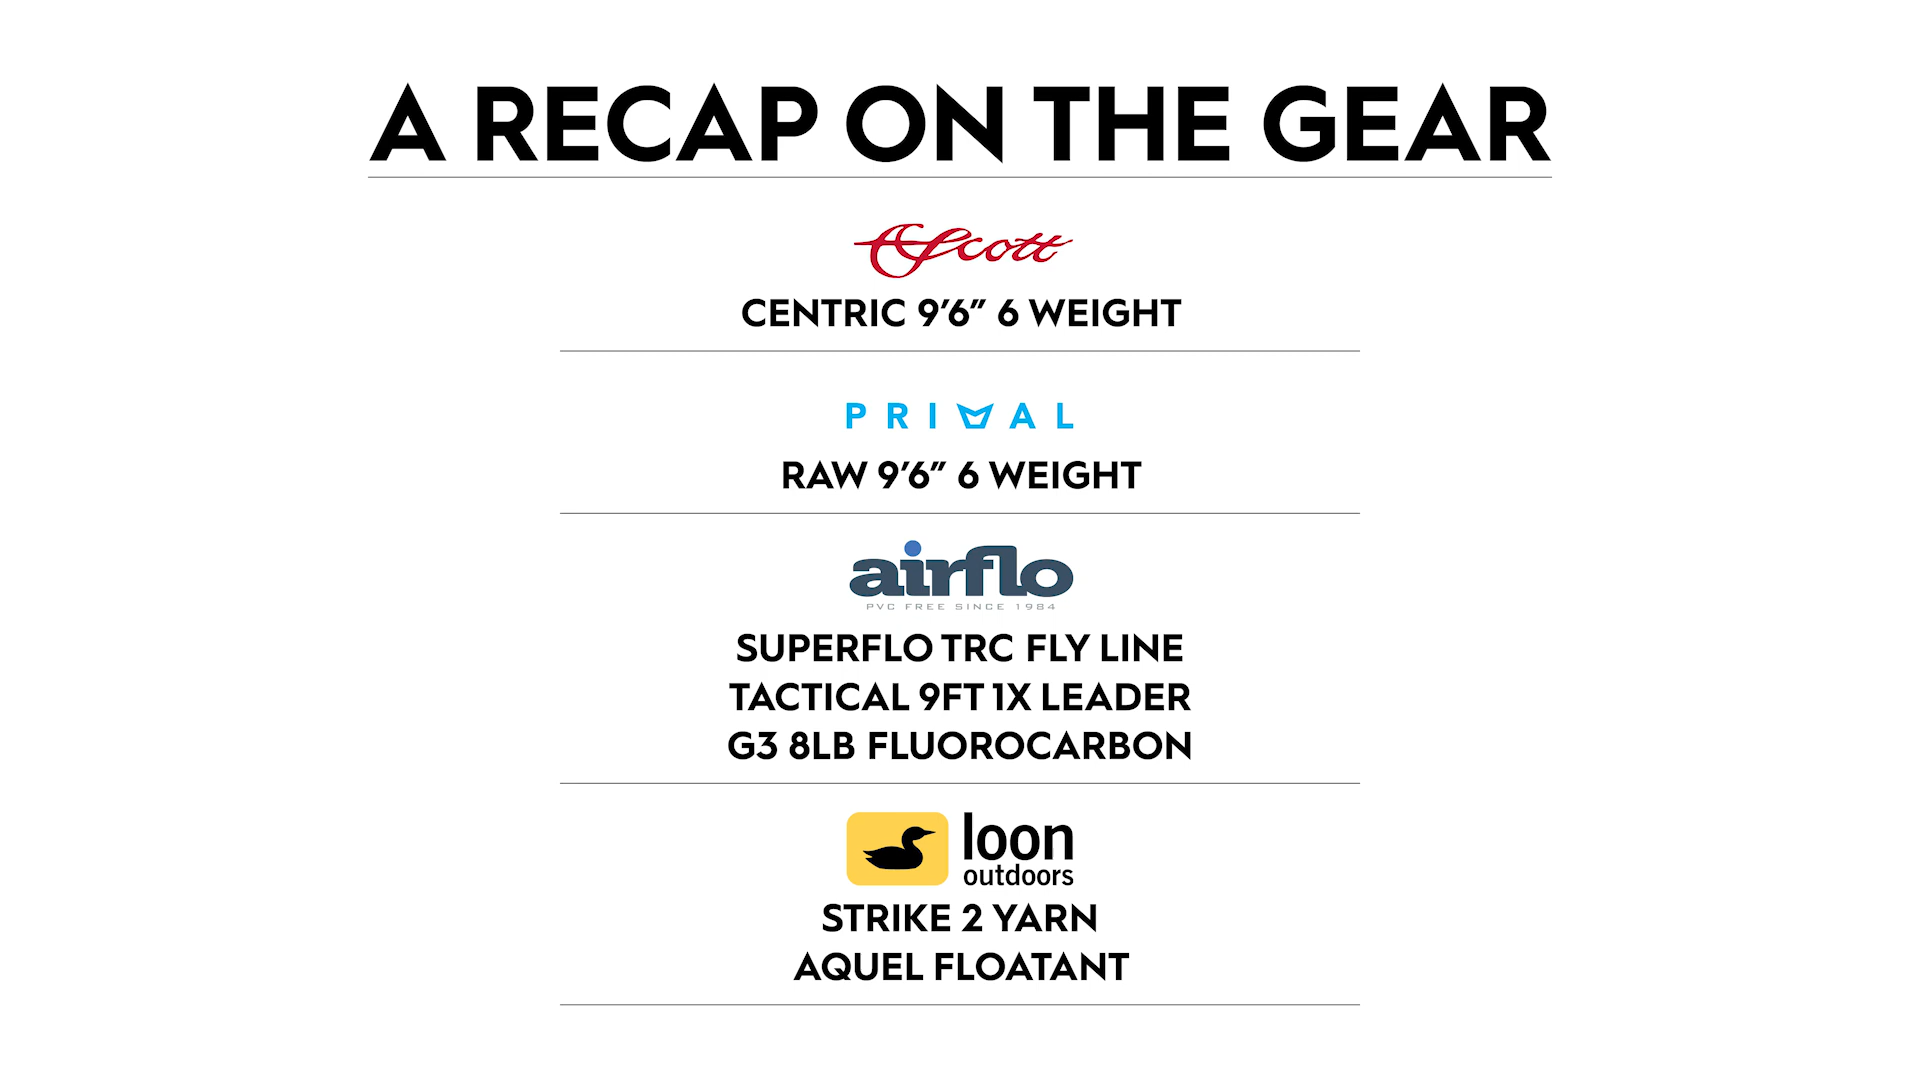 A RECAP ON THE GEAR
Scott
CENTRIC 9’6” 6 WEIGHT
PRIMAL
RAW 9’6” 6 WEIGHT
airflo
PVC FREE SINCE 1984
SUPERFLO TRC FLY LINE
TACTICAL 9FT 1X LEADER
G3 8LB FLUOROCARBON
loon
outdoors
STRIKE 2 YARN
AQUEL FLOATANT